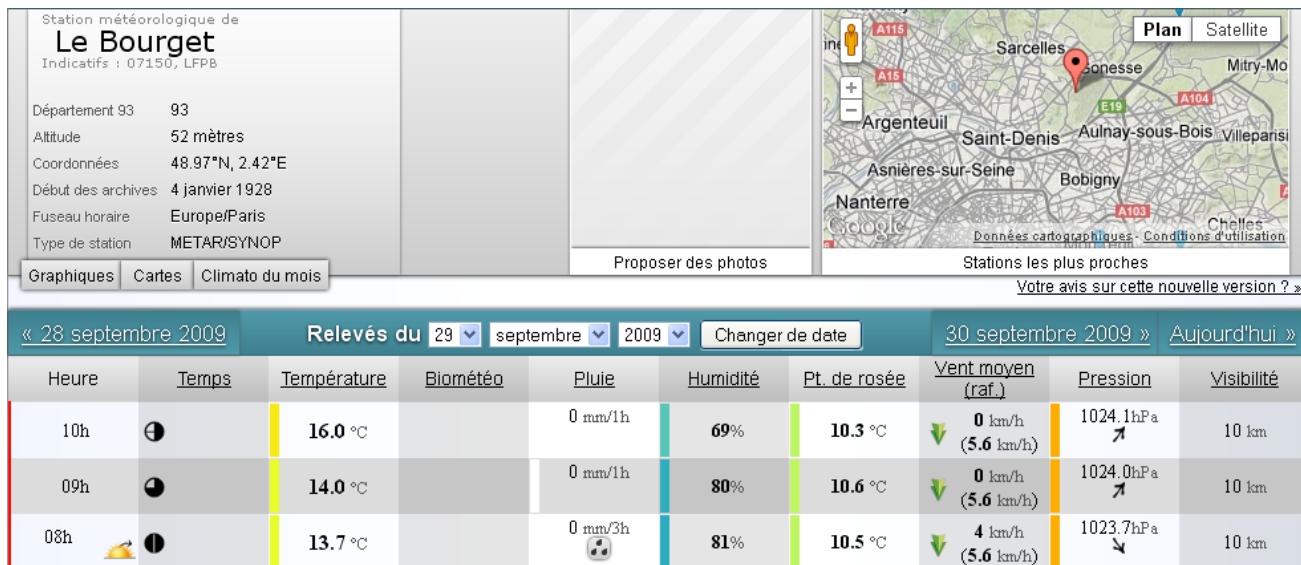 Station météorologique de
Le Bourget
Indicatifs : 07150, LFPB
Département 93 93
Altitude 52 mètres
Coordonnées 48.97°N, 2.42°E
Début des archives 4 janvier 1928
Fuseau horaire Europe/Paris
Type de station METAR/SYNOP
Graphiques Cartes Climato du mois
Proposer des photos
Plan Satellite
A115
Sarcelles
Gonesse
Mitry-Mo
A15
A104
E19
Argenteuil
Saint-Denis
Aulnay-sous-Bois
Villeparisi
Asnières-sur-Seine
Bobigny
Nanterre
A103
Chelles
Google
Données cartographiques - Conditions d'utilisation
Stations les plus proches
Votre avis sur cette nouvelle version ? »
« 28 septembre 2009 Relevés du 29 septembre 2009 Changer de date 30 septembre 2009 » Aujourd'hui »
Heure Temps Température Biométéo Pluie Humidité Pt. de rosée Vent moyen (raf.) Pression Visibilité
10h 16.0 °C 0 mm/1h 69% 10.3 °C 0 km/h (5.6 km/h) 1024.1hPa 10 km
09h 14.0 °C 0 mm/1h 80% 10.6 °C 0 km/h (5.6 km/h) 1024.0hPa 10 km
08h 13.7 °C 0 mm/3h 81% 10.5 °C 4 km/h (5.6 km/h) 1023.7hPa 10 km